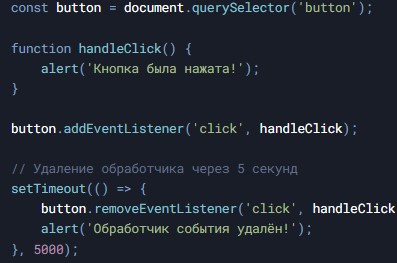 const button = document.querySelector('button');
function handleClick() {
alert('Кнопка была нажата!');
}
button.addEventListener('click', handleClick);
// Удаление обработчика через 5 секунд
setTimeout(() => {
button.removeEventListener('click', handleClick
alert('Обработчик события удалён!');
}, 5000);